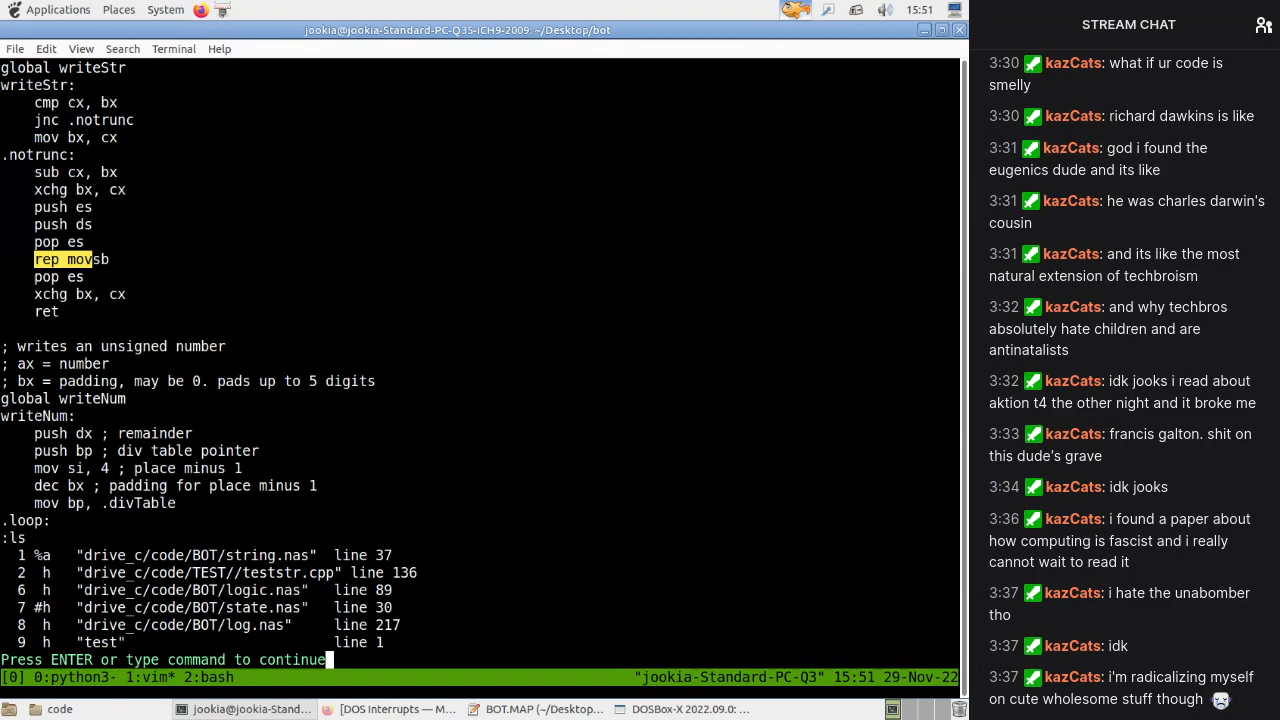 Applications Places System 15:51
jookia@jookia-Standard-PC-Q35-ICH9-2009: ~/Desktop/bot
File Edit View Search Terminal Help
global writeStr
writeStr:
cmp cx, bx
jnc .notrunc
mov bx, cx
.notrunc:
sub cx, bx
xchg bx, cx
push es
push ds
pop es
rep movsb
pop es
xchg bx, cx
ret
; writes an unsigned number
; ax = number
; bx = padding, may be 0. pads up to 5 digits
global writeNum
writeNum:
push dx ; remainder
push bp ; div table pointer
mov si, 4 ; place minus 1
dec bx ; padding for place minus 1
mov bp, .divTable
.loop:
:ls
1 %a "drive_c/code/BOT/string.nas" line 37
2 h "drive_c/code/TEST//teststr.cpp" line 136
6 h "drive_c/code/BOT/logic.nas" line 89
7 #h "drive_c/code/BOT/state.nas" line 30
8 h "drive_c/code/BOT/log.nas" line 217
9 h "test" line 1
Press ENTER or type command to continue
[0] 0:python3- 1:vim* 2:bash "jookia-Standard-PC-Q3" 15:51 29-Nov-22
code jookia@jookia-Stand... [DOS Interrupts — M... BOT.MAP (~/Desktop... DOSBox-X 2022.09.0: ...
STREAM CHAT
3:30 kazCats: what if ur code is
smelly
3:30 kazCats: richard dawkins is like
3:31 kazCats: god i found the
eugenics dude and its like
3:31 kazCats: he was charles darwin's
cousin
3:31 kazCats: and its like the most
natural extension of techbroism
3:32 kazCats: and why techbros
absolutely hate children and are
antinatalists
3:32 kazCats: idk jooks i read about
aktion t4 the other night and it broke me
3:33 kazCats: francis galton. shit on
this dude's grave
3:34 kazCats: idk jooks
3:36 kazCats: i found a paper about
how computing is fascist and i really
cannot wait to read it
3:37 kazCats: i hate the unabomber
tho
3:37 kazCats: idk
3:37 kazCats: i'm radicalizing myself
on cute wholesome stuff though